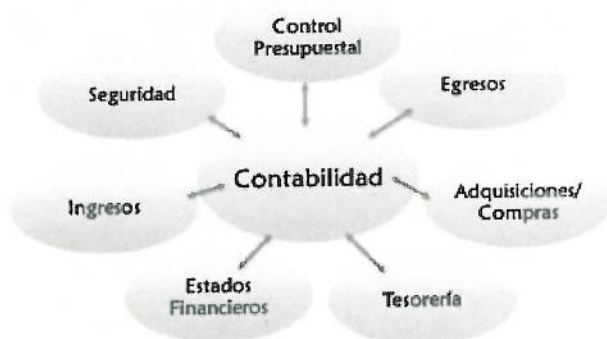 Control
Presupuestal
Seguridad
Egresos
Contabilidad
Ingresos
Adquisiciones/
Compras
Estados
Financieros
Tesorería